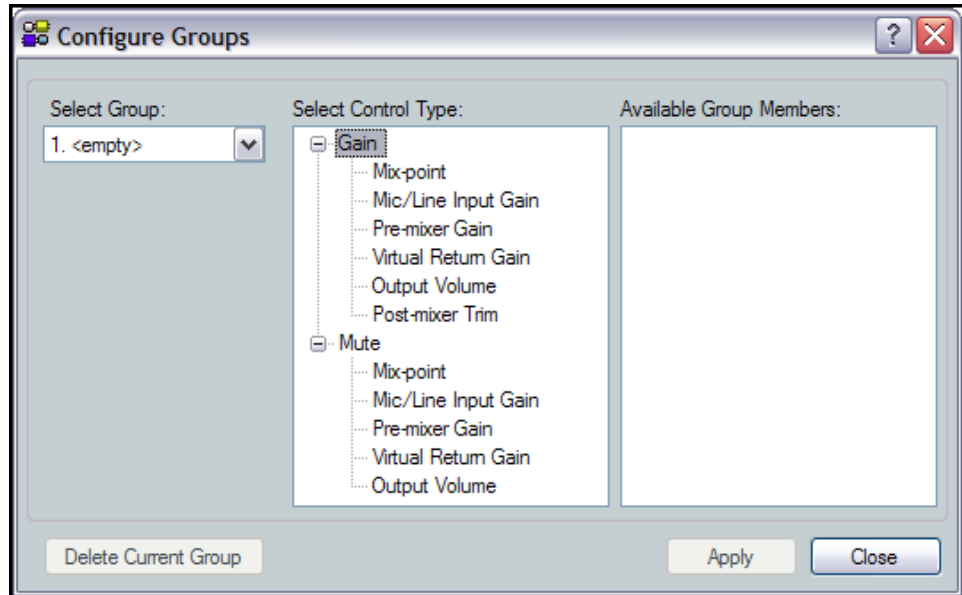 Configure Groups
?
Select Group:
1. <empty>
Select Control Type:
Gain
Mix-point
Mic/Line Input Gain
Pre-mixer Gain
Virtual Return Gain
Output Volume
Post-mixer Trim
Mute
Mix-point
Mic/Line Input Gain
Pre-mixer Gain
Virtual Return Gain
Output Volume
Available Group Members:
Delete Current Group
Apply
Close